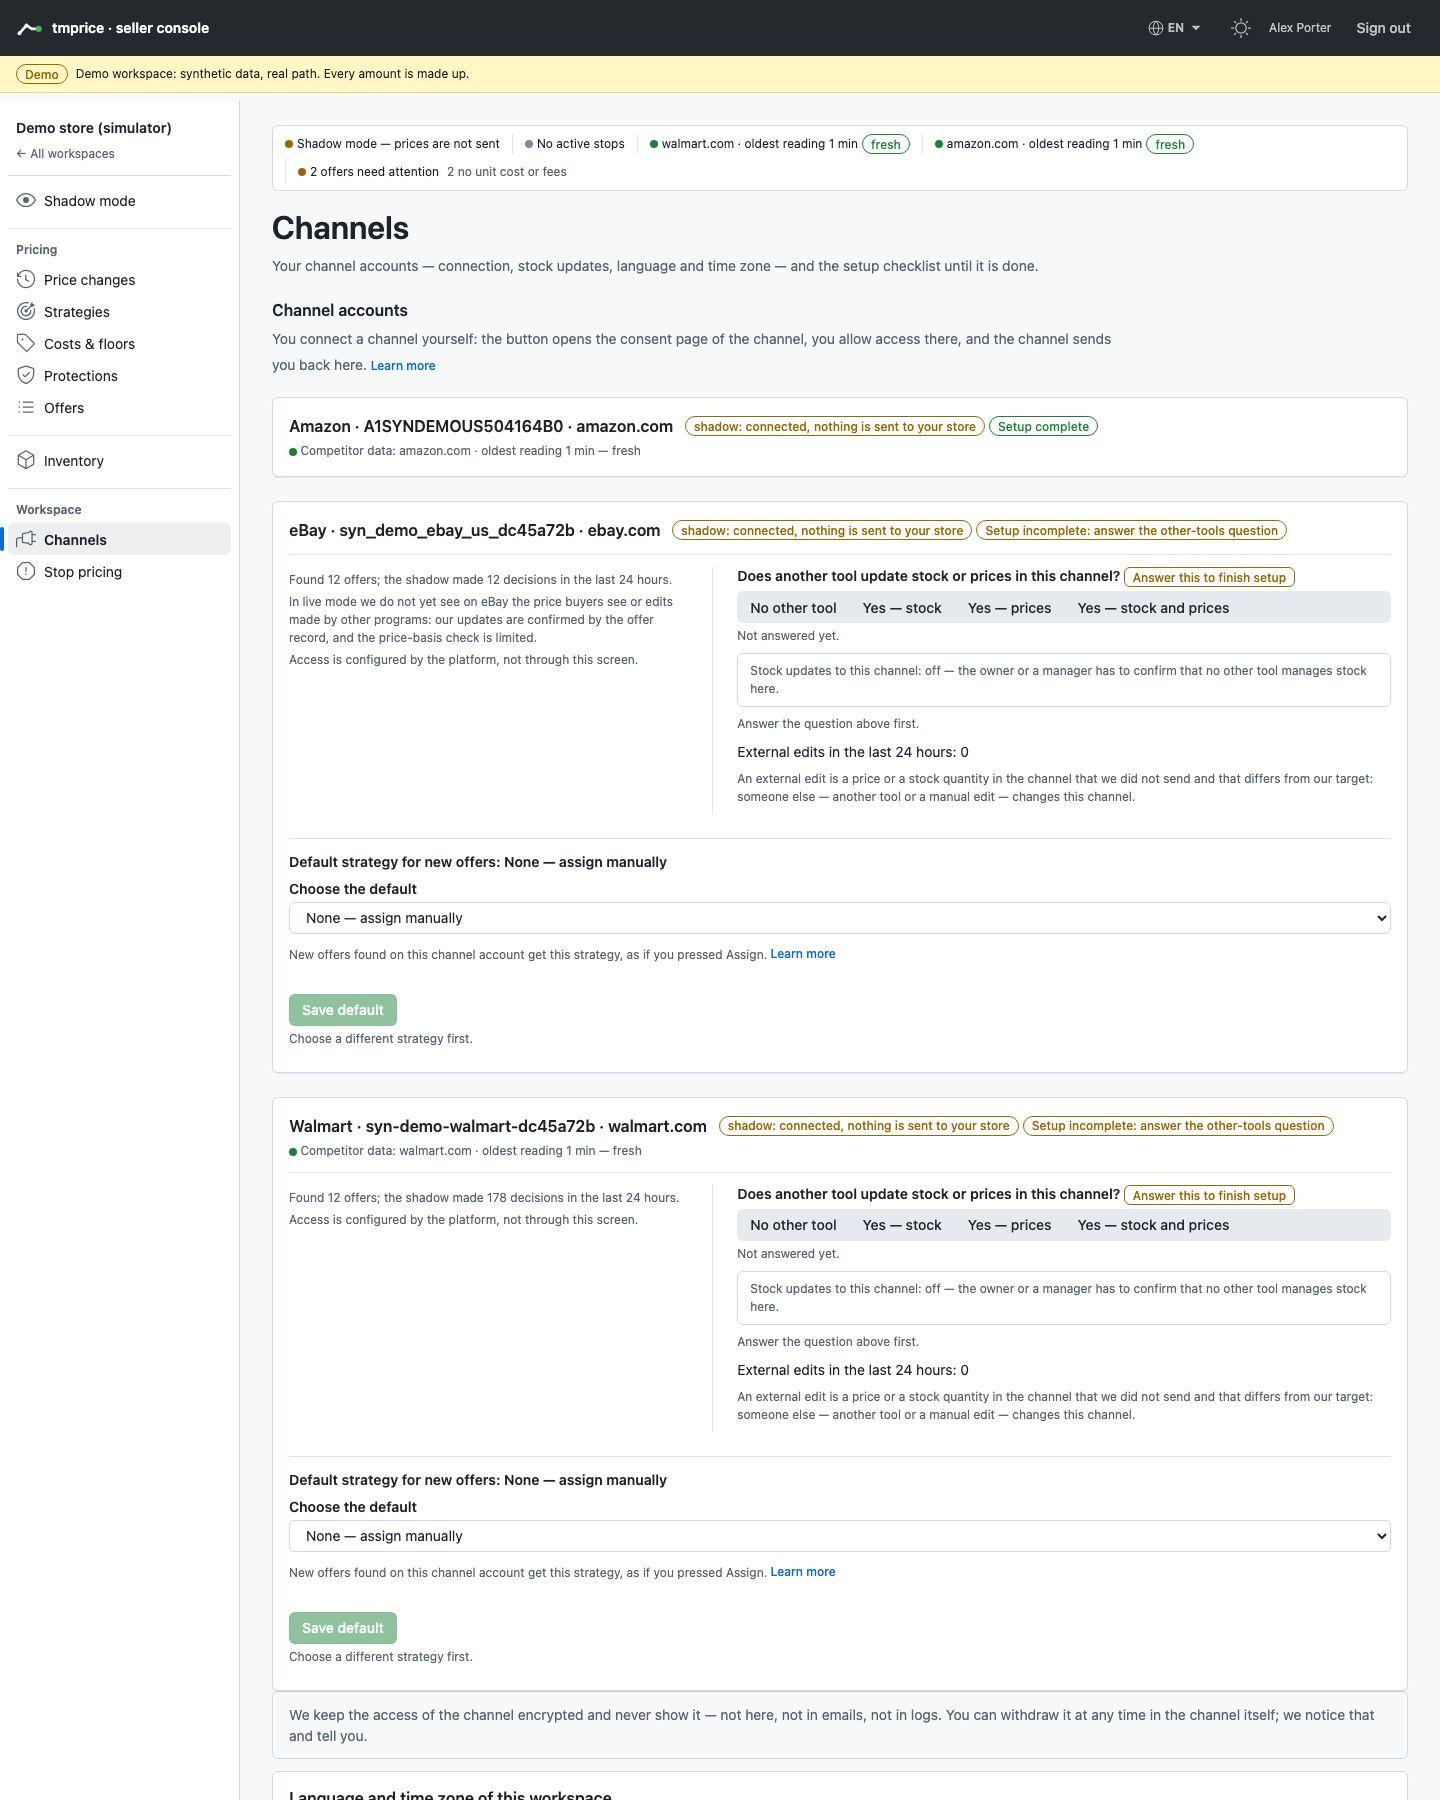 tmprice · seller console
EN
Alex Porter
Sign out
Demo
Demo workspace: synthetic data, real path. Every amount is made up.
Demo store (simulator)
← All workspaces
Shadow mode
Pricing
Price changes
Strategies
Costs & floors
Protections
Offers
Inventory
Workspace
Channels
Stop pricing
Shadow mode — prices are not sent
No active stops
walmart.com · oldest reading 1 min fresh
amazon.com · oldest reading 1 min fresh
2 offers need attention 2 no unit cost or fees
Channels
Your channel accounts — connection, stock updates, language and time zone — and the setup checklist until it is done.
Channel accounts
You connect a channel yourself: the button opens the consent page of the channel, you allow access there, and the channel sends
you back here. Learn more
Amazon · A1SYNDEMOUS504164B0 · amazon.com shadow: connected, nothing is sent to your store Setup complete
Competitor data: amazon.com · oldest reading 1 min — fresh
eBay · syn_demo_ebay_us_dc45a72b · ebay.com shadow: connected, nothing is sent to your store Setup incomplete: answer the other-tools question
Found 12 offers; the shadow made 12 decisions in the last 24 hours.
In live mode we do not yet see on eBay the price buyers see or edits
made by other programs: our updates are confirmed by the offer
record, and the price-basis check is limited.
Access is configured by the platform, not through this screen.
Does another tool update stock or prices in this channel? Answer this to finish setup
No other tool Yes — stock Yes — prices Yes — stock and prices
Not answered yet.
Stock updates to this channel: off — the owner or a manager has to confirm that no other tool manages stock
here.
Answer the question above first.
External edits in the last 24 hours: 0
An external edit is a price or a stock quantity in the channel that we did not send and that differs from our target:
someone else — another tool or a manual edit — changes this channel.
Default strategy for new offers: None — assign manually
Choose the default
None — assign manually
New offers found on this channel account get this strategy, as if you pressed Assign. Learn more
Save default
Choose a different strategy first.
Walmart · syn-demo-walmart-dc45a72b · walmart.com shadow: connected, nothing is sent to your store Setup incomplete: answer the other-tools question
Competitor data: walmart.com · oldest reading 1 min — fresh
Found 12 offers; the shadow made 178 decisions in the last 24 hours.
Access is configured by the platform, not through this screen.
Does another tool update stock or prices in this channel? Answer this to finish setup
No other tool Yes — stock Yes — prices Yes — stock and prices
Not answered yet.
Stock updates to this channel: off — the owner or a manager has to confirm that no other tool manages stock
here.
Answer the question above first.
External edits in the last 24 hours: 0
An external edit is a price or a stock quantity in the channel that we did not send and that differs from our target:
someone else — another tool or a manual edit — changes this channel.
Default strategy for new offers: None — assign manually
Choose the default
None — assign manually
New offers found on this channel account get this strategy, as if you pressed Assign. Learn more
Save default
Choose a different strategy first.
We keep the access of the channel encrypted and never show it — not here, not in emails, not in logs. You can withdraw it at any time in the channel itself; we notice that
and tell you.
Language and time zone of this workspace